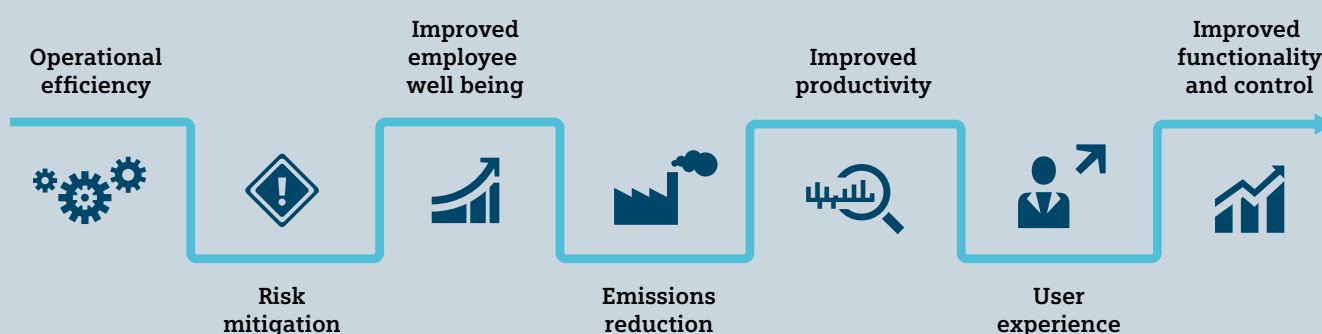 Operational
efficiency
Risk
mitigation
Improved
employee
well being
Emissions
reduction
Improved
productivity
User
experience
Improved
functionality
and control